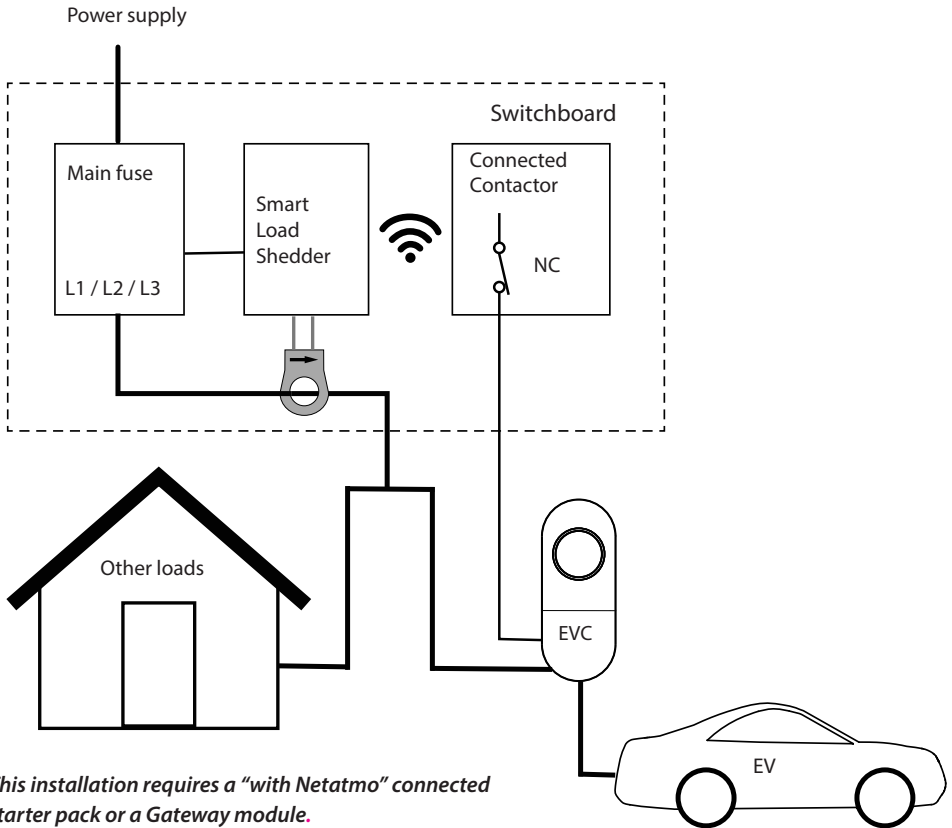 Power supply
Switchboard
Main fuse
L1 / L2 / L3
Smart
Load
Shedder
Connected
Contactor
NC
Other loads
EVC
EV
his installation requires a “with Netatmo” connected
tarter pack or a Gateway module.